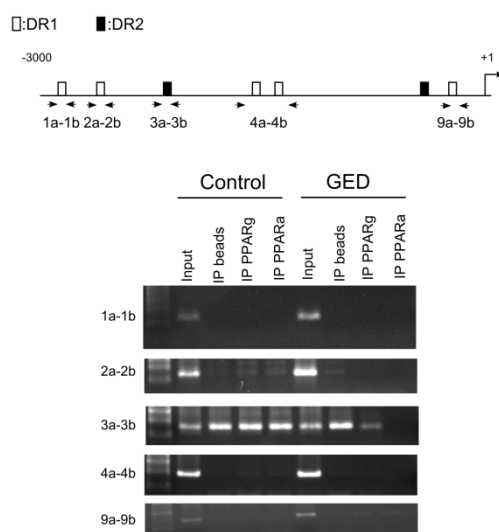 :DR1 :DR2
-3000 +1
1a-1b 2a-2b 3a-3b 4a-4b 9a-9b
Control GED
Input IP beads IP PPARg IP PPARa Input IP beads IP PPARg IP PPARa
1a-1b
2a-2b
3a-3b
4a-4b
9a-9b